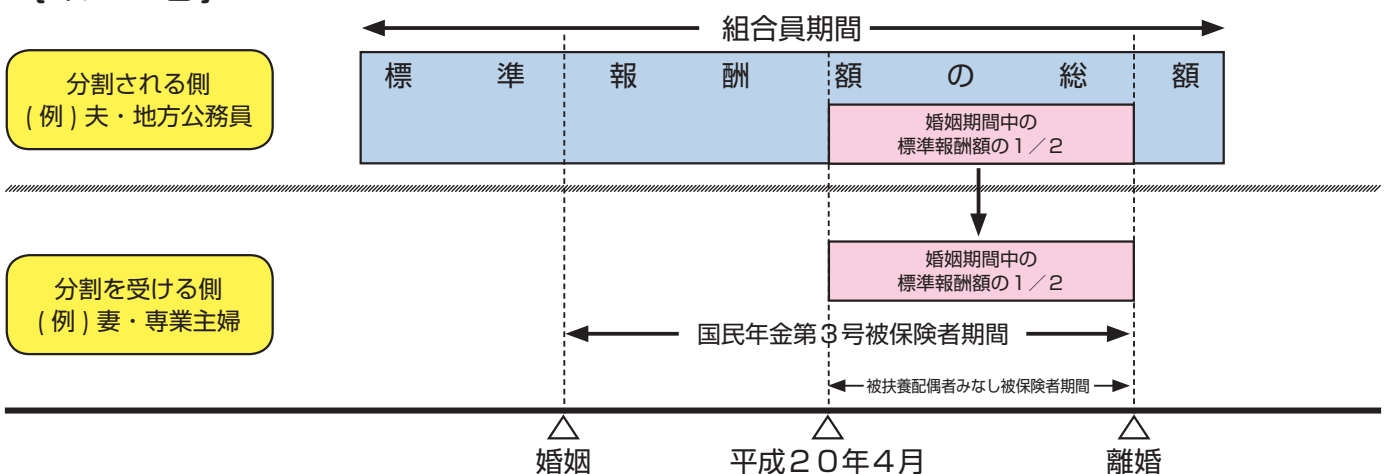 組合員期間
分割される側
(例)夫・地方公務員
標準報酬額の総額
婚姻期間中の
標準報酬額の1／2
婚姻期間中の
標準報酬額の1／2
分割を受ける側
(例)妻・専業主婦
国民年金第3号被保険者期間
被扶養配偶者みなし被保険者期間
婚姻
平成20年4月
離婚